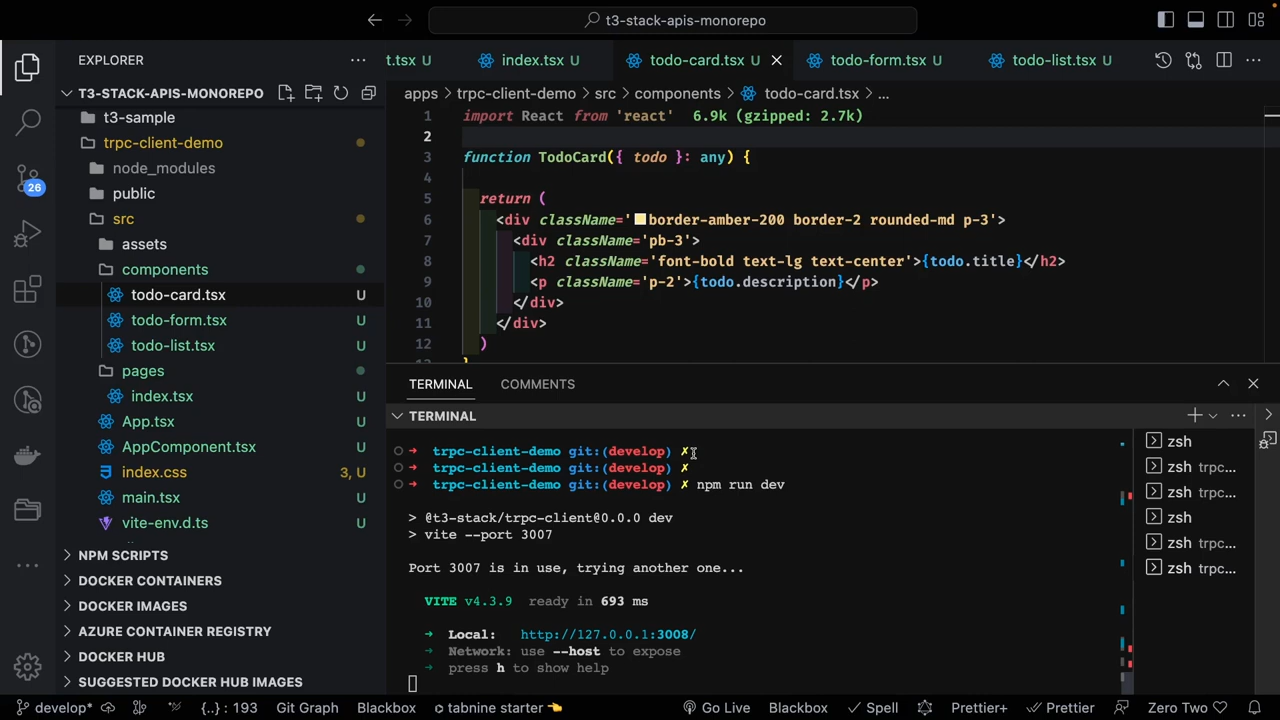 t3-stack-apis-monorepo
EXPLORER
t.tsx U
index.tsx U
todo-card.tsx U
todo-form.tsx U
todo-list.tsx U
T3-STACK-APIS-MONOREPO
apps > trpc-client-demo > src > components > todo-card.tsx > ...
t3-sample
trpc-client-demo
node_modules
public
src
assets
components
todo-card.tsx U
todo-form.tsx U
todo-list.tsx U
pages
index.tsx U
App.tsx U
AppComponent.tsx U
index.css 3, U
main.tsx U
vite-env.d.ts U
NPM SCRIPTS
DOCKER CONTAINERS
DOCKER IMAGES
AZURE CONTAINER REGISTRY
DOCKER HUB
SUGGESTED DOCKER HUB IMAGES
26
1 import React from 'react' 6.9k (gzipped: 2.7k)
2
3 function TodoCard({ todo }: any) {
4
5 return (
6 <div className='border-amber-200 border-2 rounded-md p-3'>
7 <div className='pb-3'>
8 <h2 className='font-bold text-lg text-center'>{todo.title}</h2>
9 <p className='p-2'>{todo.description}</p>
10 </div>
11 </div>
12 )
TERMINAL COMMENTS
TERMINAL
➜ trpc-client-demo git:(develop) ✗
➜ trpc-client-demo git:(develop) ✗
➜ trpc-client-demo git:(develop) ✗ npm run dev
> @t3-stack/trpc-client@0.0.0 dev
> vite --port 3007
Port 3007 is in use, trying another one...
VITE v4.3.9 ready in 693 ms
➜ Local: http://127.0.0.1:3008/
➜ Network: use --host to expose
➜ press h to show help
zsh
zsh trpc...
zsh trpc...
zsh
zsh trpc...
zsh trpc...
develop* {..} : 193 Git Graph Blackbox tabnine starter 👈 Go Live Blackbox Spell Prettier+ Prettier Zero Two